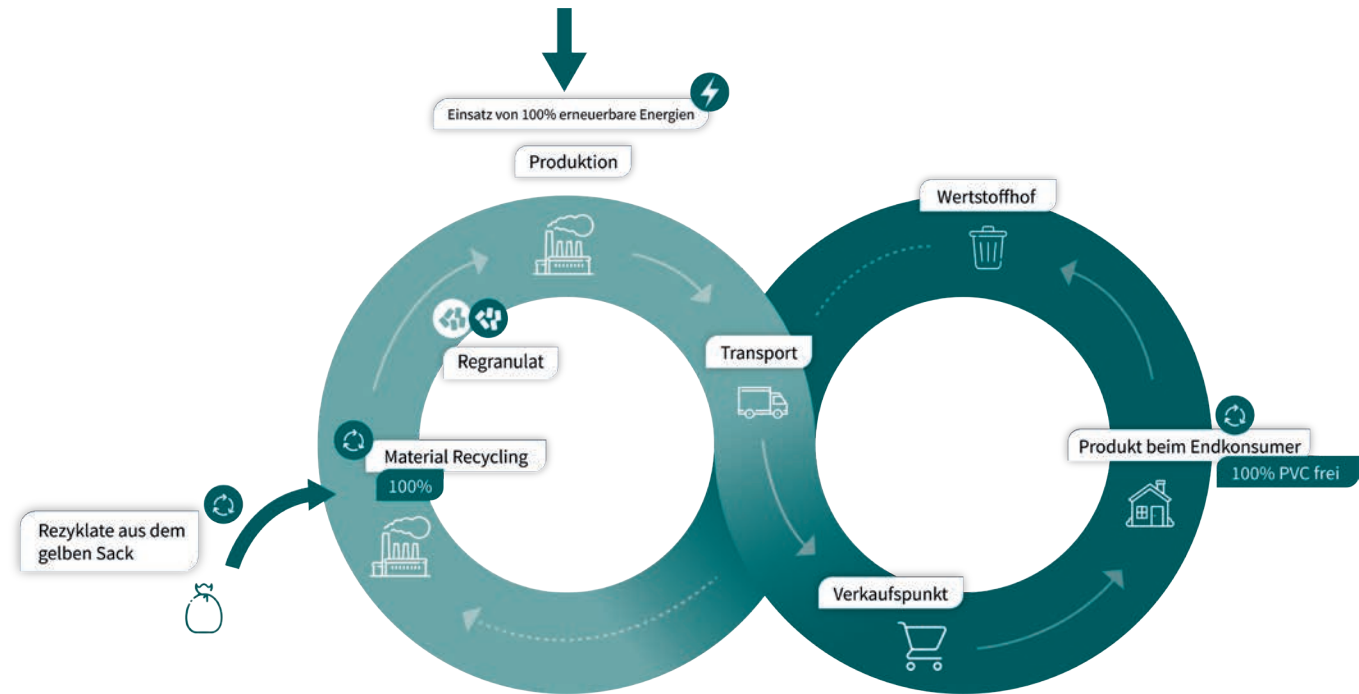 Einsatz von 100% erneuerbare Energien
Produktion
Wertstoffhof
Regranulat
Transport
Material Recycling
100%
Produkt beim Endkonsumer
100% PVC frei
Rezyklate aus dem
gelben Sack
Verkaufspunkt